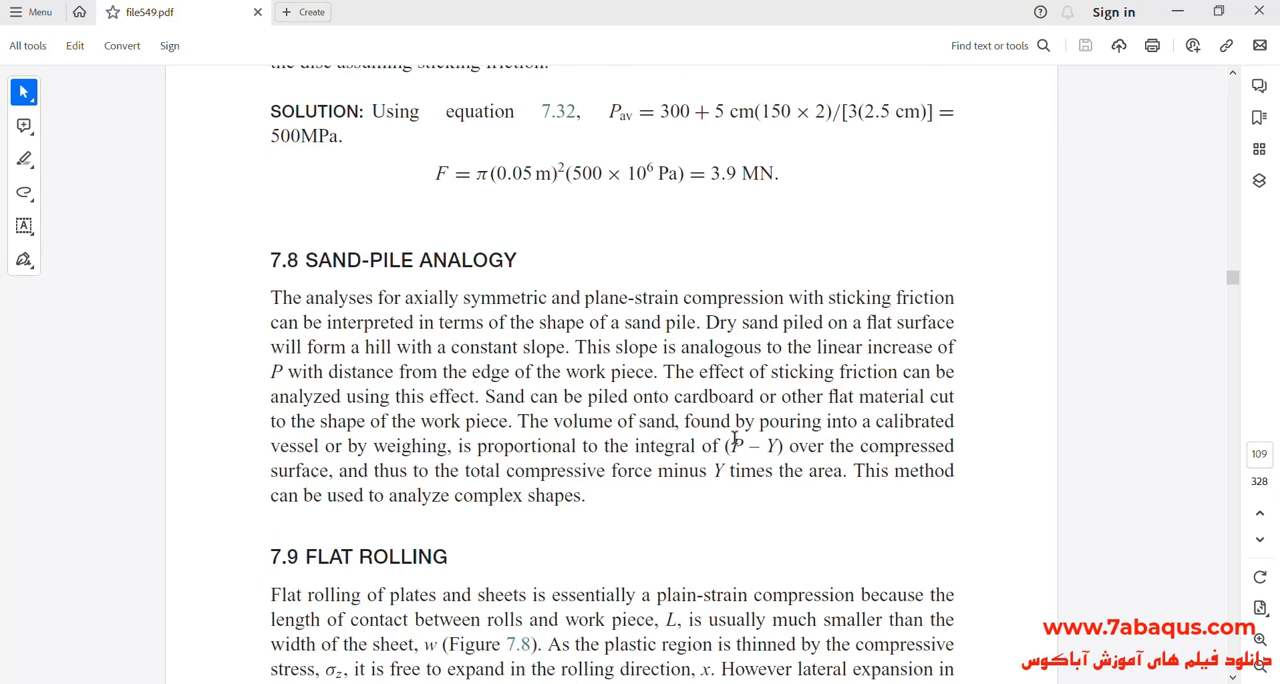 Menu
file549.pdf
Create
Sign in
All tools
Edit
Convert
Sign
Find text or tools
SOLUTION: Using equation 7.32, Pav = 300 + 5 cm(150 × 2)/[3(2.5 cm)] =
500MPa.
F = π(0.05 m)²(500 × 10⁶ Pa) = 3.9 MN.
7.8 SAND-PILE ANALOGY
The analyses for axially symmetric and plane-strain compression with sticking friction
can be interpreted in terms of the shape of a sand pile. Dry sand piled on a flat surface
will form a hill with a constant slope. This slope is analogous to the linear increase of
P with distance from the edge of the work piece. The effect of sticking friction can be
analyzed using this effect. Sand can be piled onto cardboard or other flat material cut
to the shape of the work piece. The volume of sand, found by pouring into a calibrated
vessel or by weighing, is proportional to the integral of (P − Y) over the compressed
surface, and thus to the total compressive force minus Y times the area. This method
can be used to analyze complex shapes.
7.9 FLAT ROLLING
Flat rolling of plates and sheets is essentially a plain-strain compression because the
length of contact between rolls and work piece, L, is usually much smaller than the
width of the sheet, w (Figure 7.8). As the plastic region is thinned by the compressive
stress, σz, it is free to expand in the rolling direction, x. However lateral expansion in
109
328
www.7abaqus.com
دانلود فیلم های آموزش آباکوس